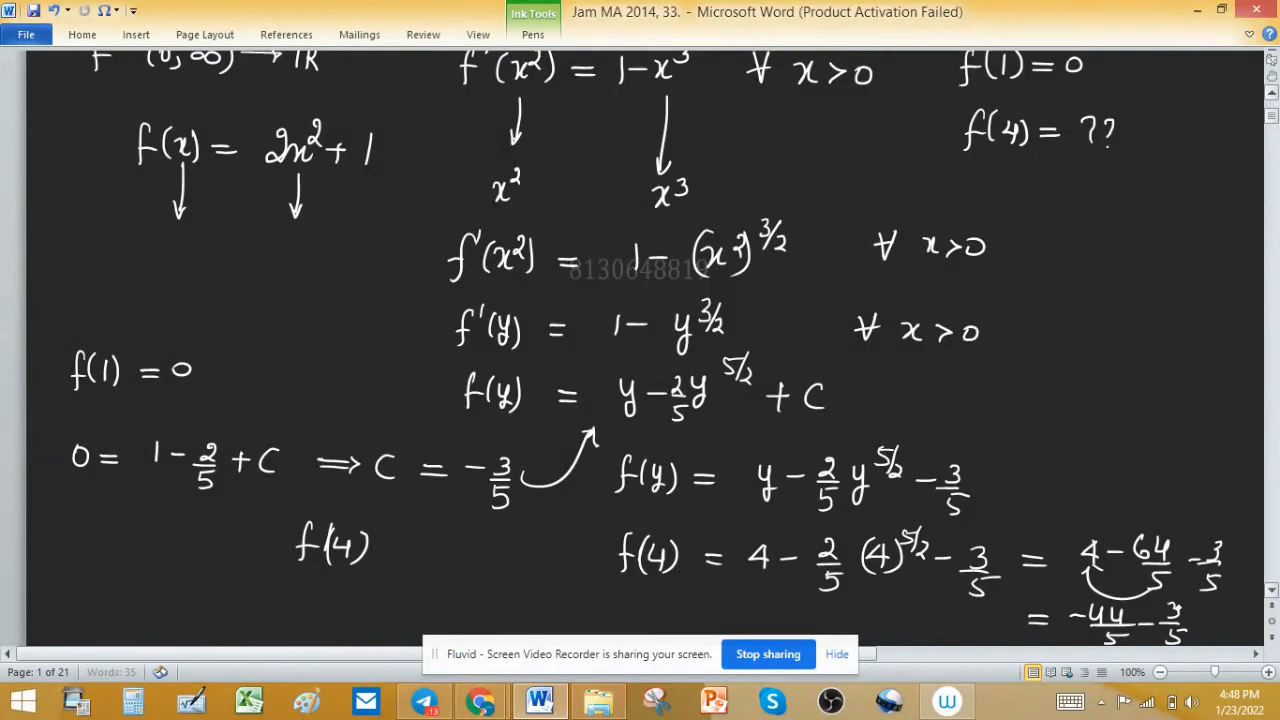 Jam MA 2014, 33. - Microsoft Word (Product Activation Failed)
Ink Tools
File Home Insert Page Layout References Mailings Review View Pens
f (0,∞) → IR
f'(x²) = 1-x³ ∀ x>0
f(1) = 0
f(x) = 2x²+1
f(4) = ??
x² x³
f'(x²) = 1-(x²)^3/2 ∀ x>0
8130648819
f'(y) = 1-y^3/2 ∀ x>0
f(1) = 0
f(y) = y-2/5y^5/2 + C
0 = 1-2/5+C ⟹ C = -3/5
f(y) = y-2/5 y^5/2 -3/5
f(4)
f(4) = 4-2/5 (4)^5/2 -3/5 = 4-64/5 -3/5
= -44/5-3/5
Fluvid - Screen Video Recorder is sharing your screen. Stop sharing Hide
Page: 1 of 21 Words: 35 100%
13
4:48 PM
1/23/2022